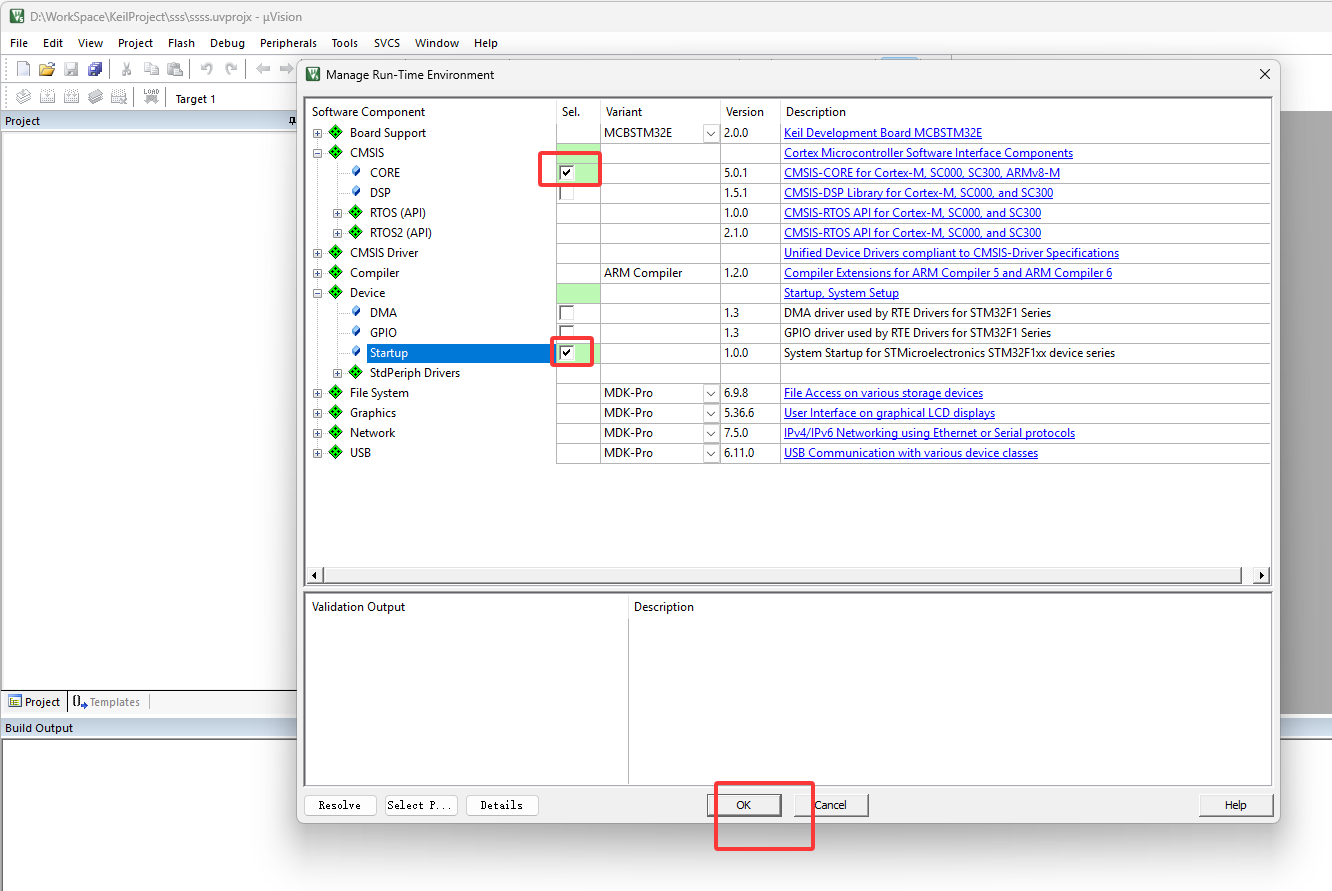 D:\WorkSpace\KeilProject\sss\ssss.uvprojx - µVision
File Edit View Project Flash Debug Peripherals Tools SVCS Window Help
LOAD
Target 1
Project
Manage Run-Time Environment
Software Component Sel. Variant Version Description
Board Support MCBSTM32E 2.0.0 Keil Development Board MCBSTM32E
CMSIS Cortex Microcontroller Software Interface Components
CORE 5.0.1 CMSIS-CORE for Cortex-M, SC000, SC300, ARMv8-M
DSP 1.5.1 CMSIS-DSP Library for Cortex-M, SC000, and SC300
RTOS (API) 1.0.0 CMSIS-RTOS API for Cortex-M, SC000, and SC300
RTOS2 (API) 2.1.0 CMSIS-RTOS API for Cortex-M, SC000, and SC300
CMSIS Driver Unified Device Drivers compliant to CMSIS-Driver Specifications
Compiler ARM Compiler 1.2.0 Compiler Extensions for ARM Compiler 5 and ARM Compiler 6
Device Startup, System Setup
DMA 1.3 DMA driver used by RTE Drivers for STM32F1 Series
GPIO 1.3 GPIO driver used by RTE Drivers for STM32F1 Series
Startup 1.0.0 System Startup for STMicroelectronics STM32F1xx device series
StdPeriph Drivers
File System MDK-Pro 6.9.8 File Access on various storage devices
Graphics MDK-Pro 5.36.6 User Interface on graphical LCD displays
Network MDK-Pro 7.5.0 IPv4/IPv6 Networking using Ethernet or Serial protocols
USB MDK-Pro 6.11.0 USB Communication with various device classes
Validation Output Description
Project Templates
Build Output
Resolve Select P... Details OK Cancel Help